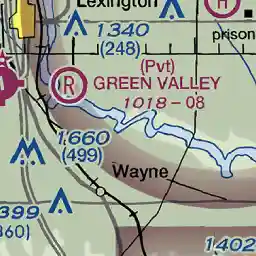 Lexington
H
1340
(248)
prison
(Pvt)
R GREEN VALLEY
1018 - 08
1660
(499)
Wayne
399
1402